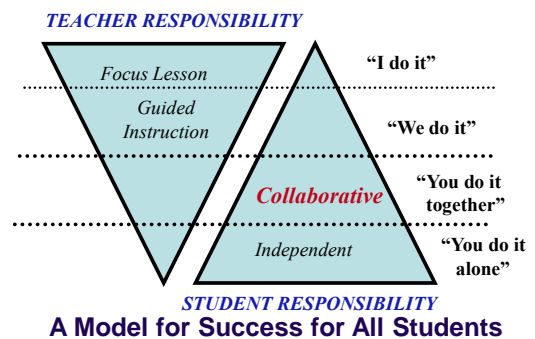 TEACHER RESPONSIBILITY
Focus Lesson
“I do it”
Guided
Instruction
“We do it”
Collaborative
“You do it
together”
Independent
“You do it
alone”
STUDENT RESPONSIBILITY
A Model for Success for All Students